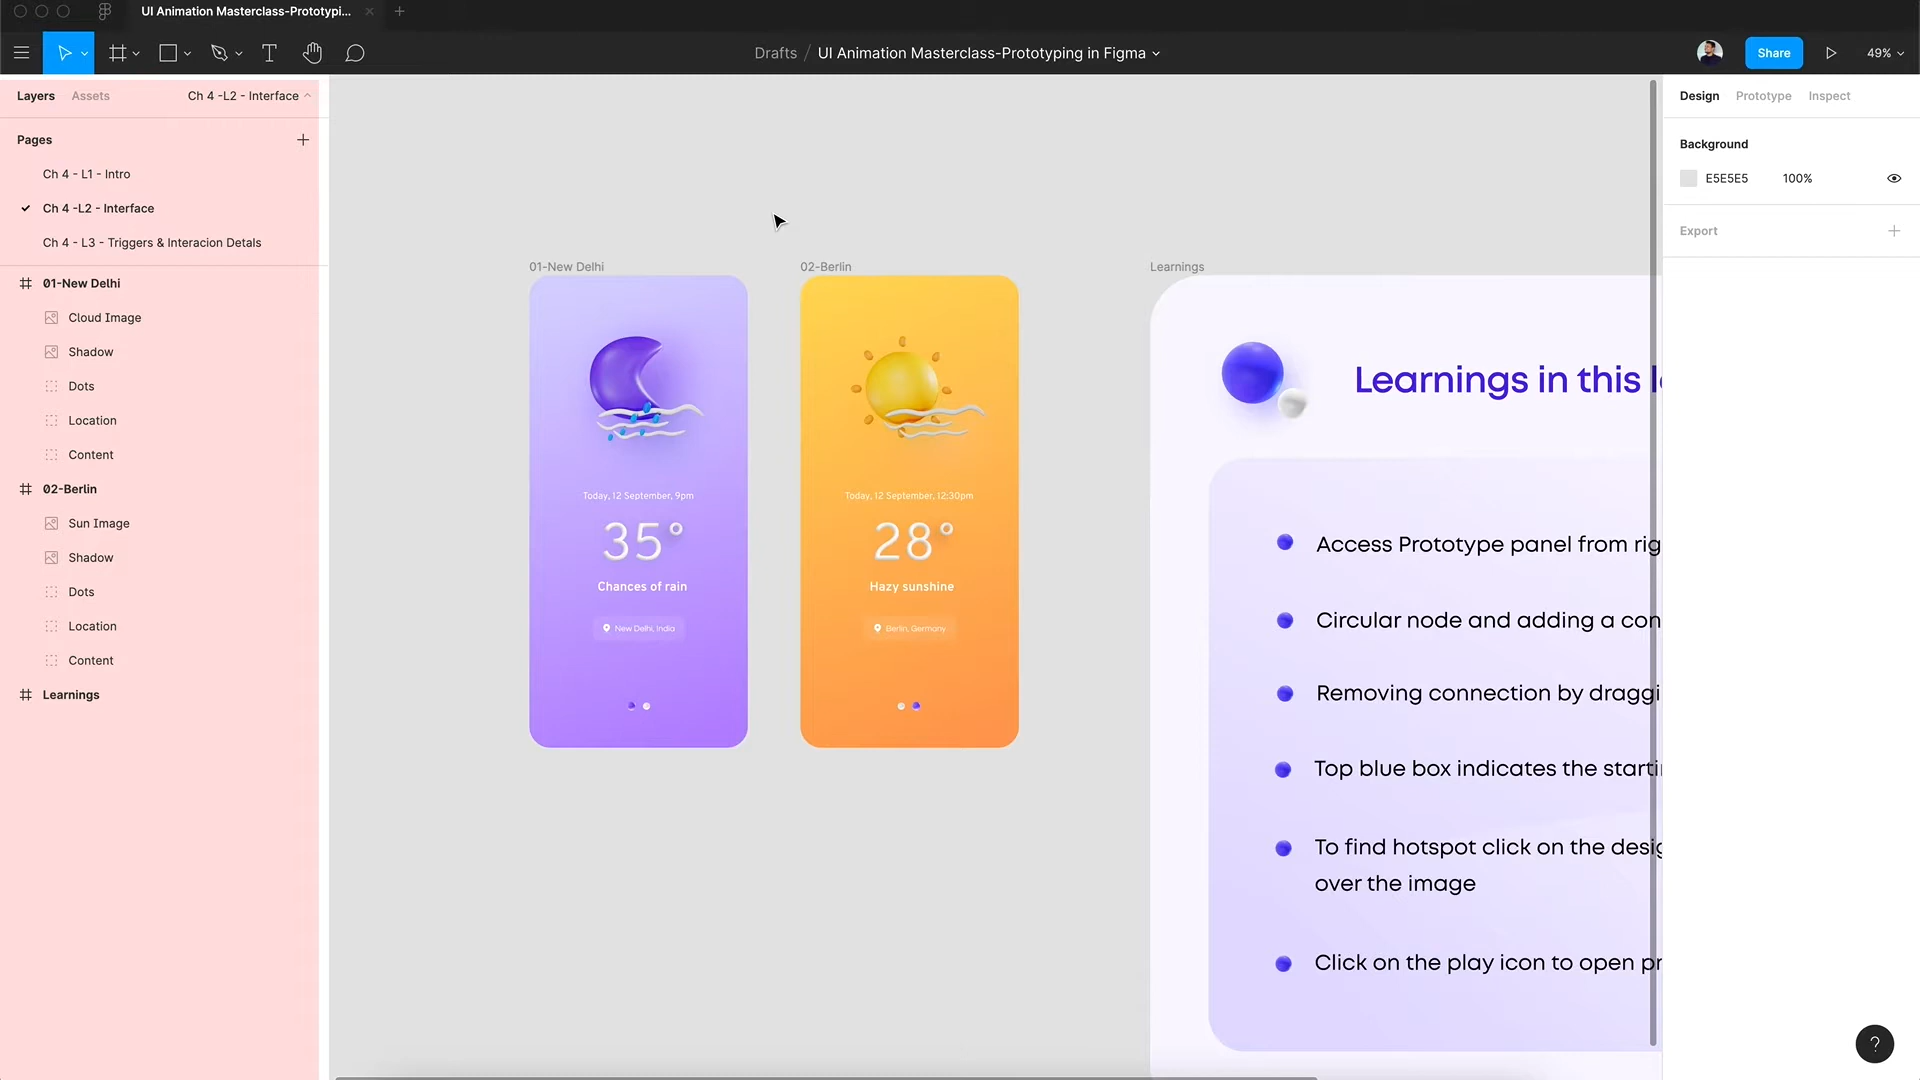 UI Animation Masterclass-Prototypi...
Drafts / UI Animation Masterclass-Prototyping in Figma
Share
49%
Layers
Assets
Ch 4 -L2 - Interface
Pages
Ch 4 - L1 - Intro
Ch 4 -L2 - Interface
Ch 4 - L3 - Triggers & Interacion Detals
01-New Delhi
Cloud Image
Shadow
Dots
Location
Content
02-Berlin
Sun Image
Shadow
Dots
Location
Content
Learnings
01-New Delhi
Today, 12 September, 9pm
35°
Chances of rain
New Delhi, India
02-Berlin
Today, 12 September, 12:30pm
28°
Hazy sunshine
Berlin, Germany
Learnings
Learnings in this l
Access Prototype panel from rig
Circular node and adding a con
Removing connection by draggi
Top blue box indicates the starti
To find hotspot click on the desig
over the image
Click on the play icon to open pr
Design
Prototype
Inspect
Background
E5E5E5
100%
Export
?